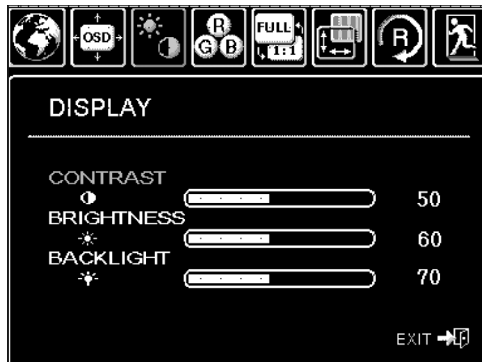 OSD
R
G B
FULL
1:1
R
DISPLAY
CONTRAST
50
BRIGHTNESS
60
BACKLIGHT
70
EXIT